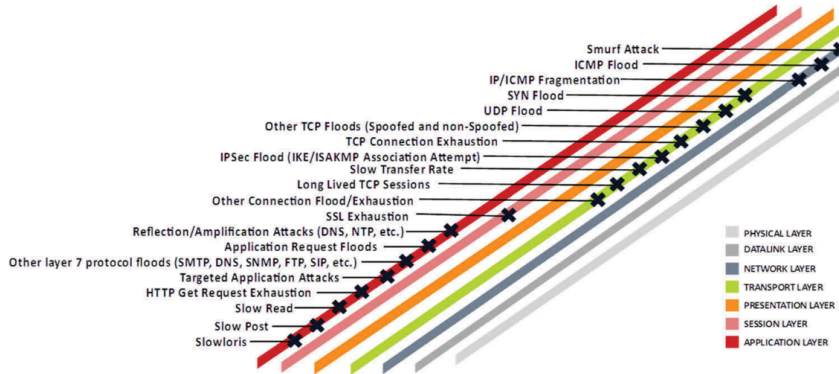 Smurf Attack
ICMP Flood
IP/ICMP Fragmentation
SYN Flood
UDP Flood
Other TCP Floods (Spoofed and non-Spoofed)
TCP Connection Exhaustion
IPSec Flood (IKE/ISAKMP Association Attempt)
Slow Transfer Rate
Long Lived TCP Sessions
Other Connection Flood/Exhaustion
SSL Exhaustion
Reflection/Amplification Attacks (DNS, NTP, etc.)
Application Request Floods
Other layer 7 protocol floods (SMTP, DNS, SNMP, FTP, SIP, etc.)
Targeted Application Attacks
HTTP Get Request Exhaustion
Slow Read
Slow Post
Slowloris
PHYSICAL LAYER
DATALINK LAYER
NETWORK LAYER
TRANSPORT LAYER
PRESENTATION LAYER
SESSION LAYER
APPLICATION LAYER